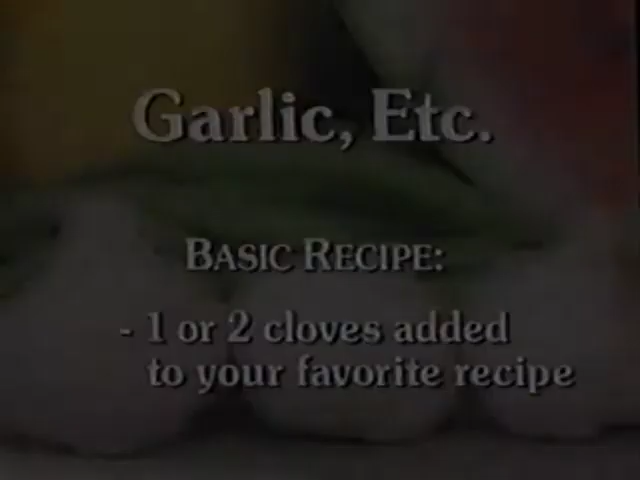 Garlic, Etc.
BASIC RECIPE:
- 1 or 2 cloves added
to your favorite recipe